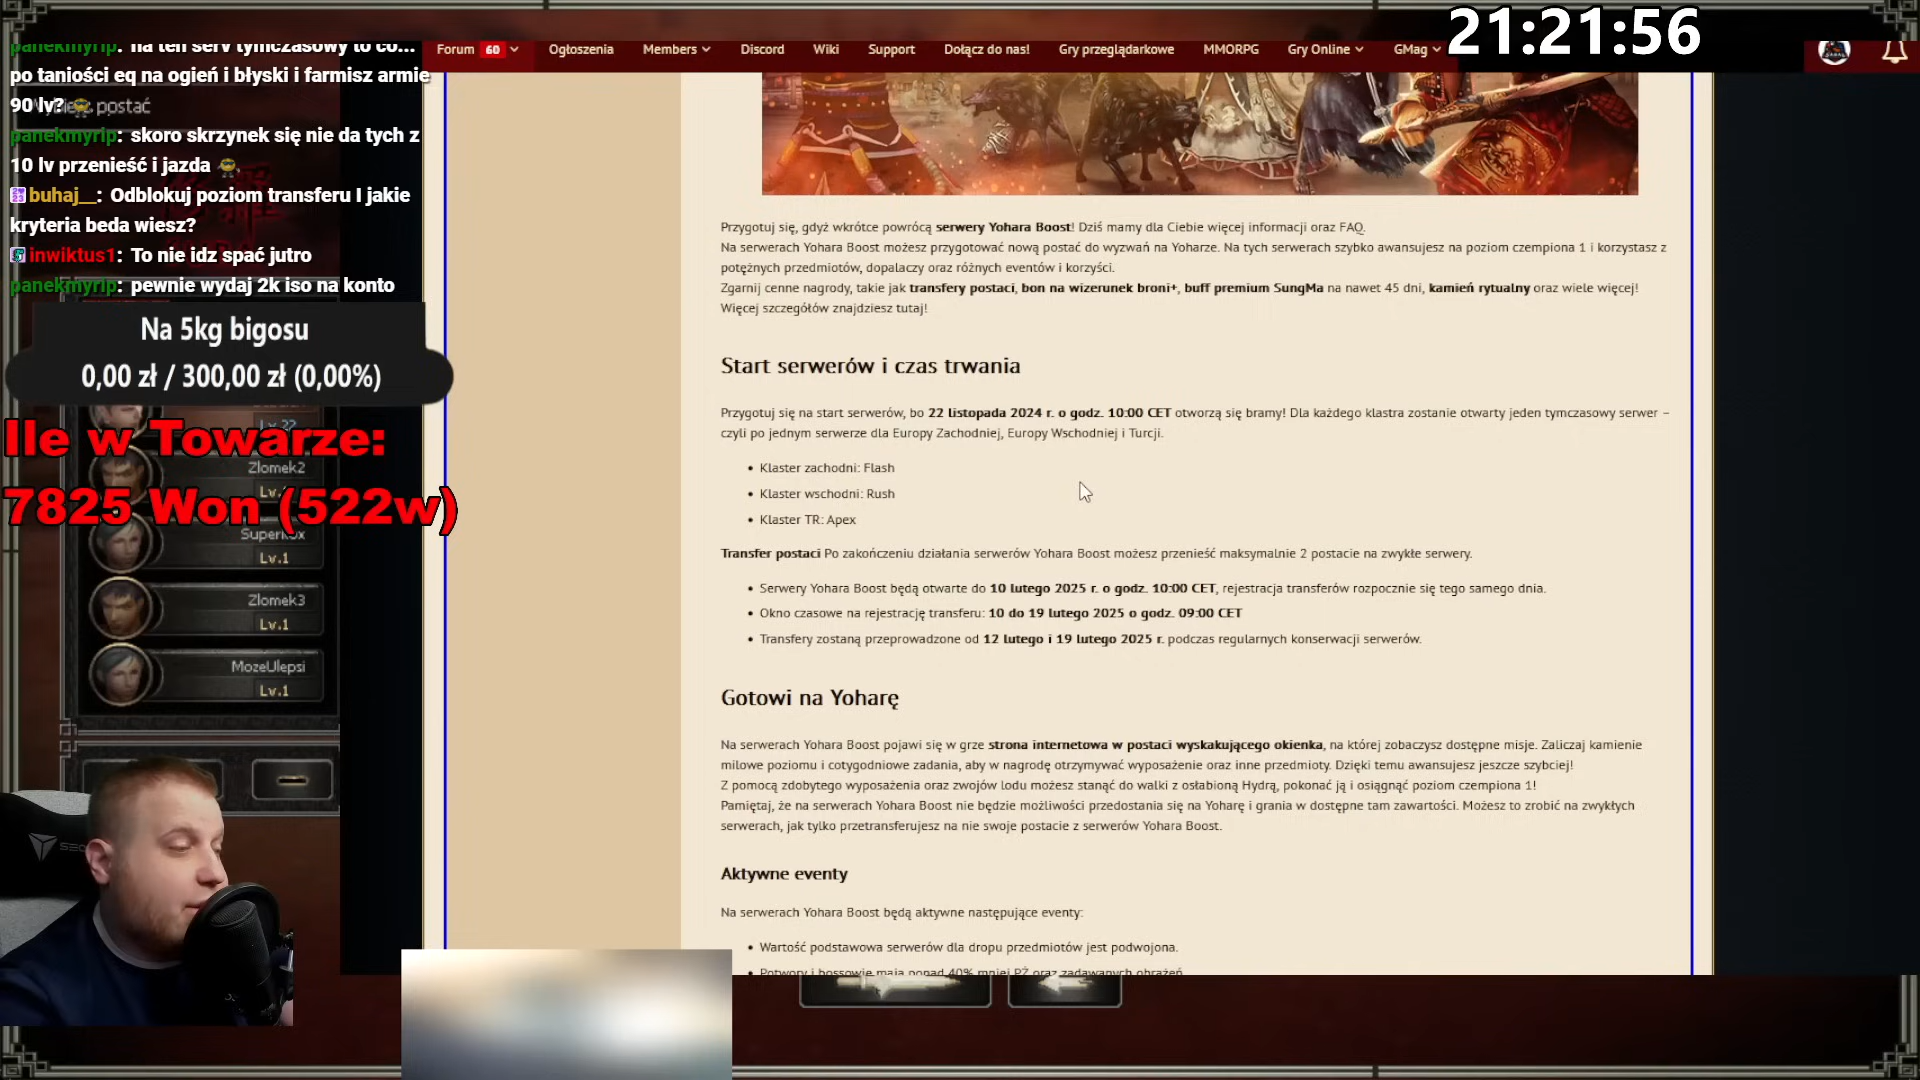 21:21:56
Forum 60
Ogłoszenia
Members
Discord
Wiki
Support
Dołącz do nas!
Gry przeglądarkowe
MMORPG
Gry Online
GMag
panekmyrip: na ten serv tymczasowy to co...
po taniości eq na ogień i błyski i farmisz armie
90 lv?
postać
panekmyrip: skoro skrzynek się nie da tych z
10 lv przenieść i jazda
buhaj__: Odblokuj poziom transferu I jakie
kryteria beda wiesz?
inwiktus1: To nie idz spać jutro
panekmyrip: pewnie wydaj 2k iso na konto
Na 5kg bigosu
0,00 zł / 300,00 zł (0,00%)
Ile w Towarze:
7825 Won (522w)
Zlomek2
Lv.1
Zlomek3
Lv.1
MozeUlepsi
Lv.1
Przygotuj się, gdyż wkrótce powrócą serwery Yohara Boost! Dziś mamy dla Ciebie więcej informacji oraz FAQ.
Na serwerach Yohara Boost możesz przygotować nową postać do wyzwań na Yoharze. Na tych serwerach szybko awansujesz na poziom czempiona 1 i korzystasz z
potężnych przedmiotów, dopalaczy oraz różnych eventów i korzyści.
Zgarnij cenne nagrody, takie jak transfery postaci, bon na wizerunek broni+, buff premium SungMa na nawet 45 dni, kamień rytualny oraz wiele więcej!
Więcej szczegółów znajdziesz tutaj!
Start serwerów i czas trwania
Przygotuj się na start serwerów, bo 22 listopada 2024 r. o godz. 10:00 CET otworzą się bramy! Dla każdego klastra zostanie otwarty jeden tymczasowy serwer –
czyli po jednym serwerze dla Europy Zachodniej, Europy Wschodniej i Turcji.
• Klaster zachodni: Flash
• Klaster wschodni: Rush
• Klaster TR: Apex
Transfer postaci Po zakończeniu działania serwerów Yohara Boost możesz przenieść maksymalnie 2 postacie na zwykłe serwery.
• Serwery Yohara Boost będą otwarte do 10 lutego 2025 r. o godz. 10:00 CET, rejestracja transferów rozpocznie się tego samego dnia.
• Okno czasowe na rejestrację transferu: 10 do 19 lutego 2025 o godz. 09:00 CET
• Transfery zostaną przeprowadzone od 12 lutego i 19 lutego 2025 r. podczas regularnych konserwacji serwerów.
Gotowi na Yoharę
Na serwerach Yohara Boost pojawi się w grze strona internetowa w postaci wyskakującego okienka, na której zobaczysz dostępne misje. Zaliczaj kamienie
milowe poziomu i cotygodniowe zadania, aby w nagrodę otrzymywać wyposażenie oraz inne przedmioty. Dzięki temu awansujesz jeszcze szybciej!
Z pomocą zdobytego wyposażenia oraz zwojów lodu możesz stanąć do walki z osłabioną Hydrą, pokonać ją i osiągnąć poziom czempiona 1!
Pamiętaj, że na serwerach Yohara Boost nie będzie możliwości przedostania się na Yoharę i grania w dostępne tam zawartości. Możesz to zrobić na zwykłych
serwerach, jak tylko przetransferujesz na nie swoje postacie z serwerów Yohara Boost.
Aktywne eventy
Na serwerach Yohara Boost będą aktywne następujące eventy:
• Wartość podstawowa serwerów dla dropu przedmiotów jest podwojona.
• Potwory i bossowie mają ponad 40% mniej PŻ oraz zadawanych obrażeń.